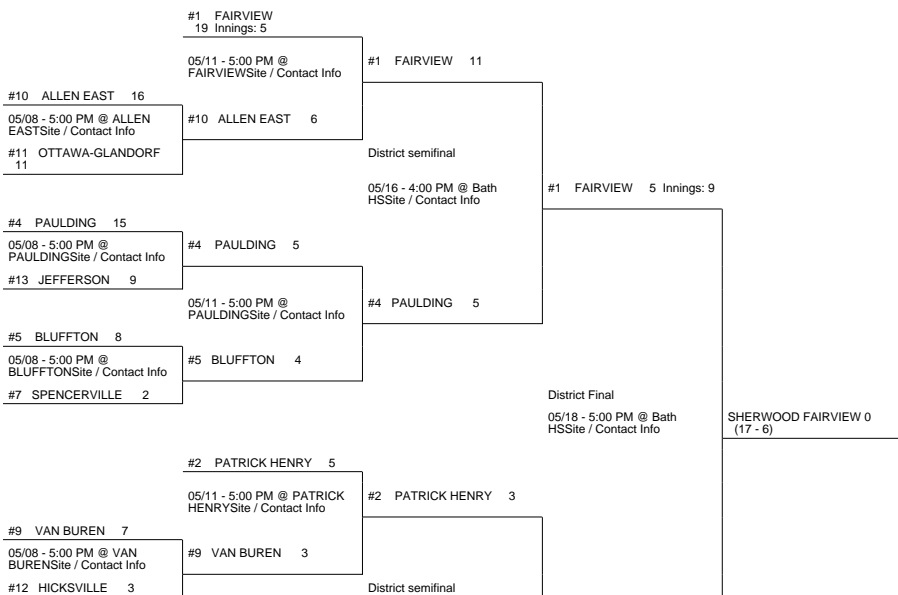 #1 FAIRVIEW
19 Innings: 5
05/11 - 5:00 PM @
FAIRVIEWSite / Contact Info
#1 FAIRVIEW 11
#10 ALLEN EAST 16
05/08 - 5:00 PM @ ALLEN
EASTSite / Contact Info
#10 ALLEN EAST 6
#11 OTTAWA-GLANDORF
11
District semifinal
05/16 - 4:00 PM @ Bath
HSSite / Contact Info
#1 FAIRVIEW 5 Innings: 9
#4 PAULDING 15
05/08 - 5:00 PM @
PAULDINGSite / Contact Info
#4 PAULDING 5
#13 JEFFERSON 9
05/11 - 5:00 PM @
PAULDINGSite / Contact Info
#4 PAULDING 5
#5 BLUFFTON 8
05/08 - 5:00 PM @
BLUFFTONSite / Contact Info
#5 BLUFFTON 4
#7 SPENCERVILLE 2
District Final
05/18 - 5:00 PM @ Bath
HSSite / Contact Info
SHERWOOD FAIRVIEW 0
(17 - 6)
#2 PATRICK HENRY 5
05/11 - 5:00 PM @ PATRICK
HENRYSite / Contact Info
#2 PATRICK HENRY 3
#9 VAN BUREN 7
05/08 - 5:00 PM @ VAN
BURENSite / Contact Info
#9 VAN BUREN 3
#12 HICKSVILLE 3
District semifinal